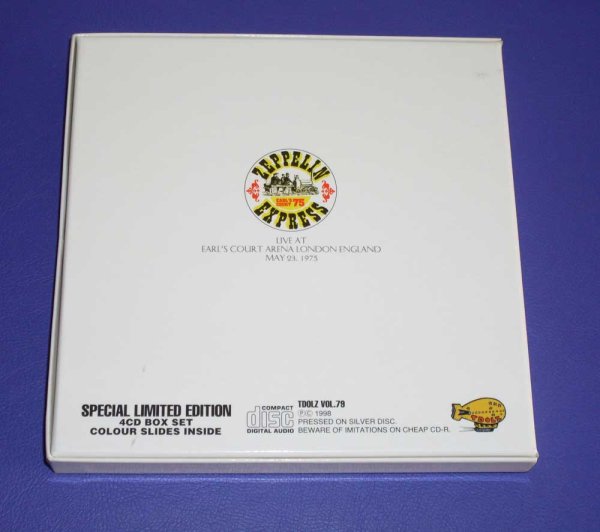 ZEPPELIN
EARL'S
COURT 75
EXPRESS
LIVE AT
EARL'S COURT ARENA LONDON ENGLAND
MAY 23, 1975
SPECIAL LIMITED EDITION
4CD BOX SET
COLOUR SLIDES INSIDE
COMPACT
disc
DIGITAL AUDIO
TDOLZ VOL.79
℗© 1998
PRESSED ON SILVER DISC.
BEWARE OF IMITATIONS ON CHEAP CD-R.
TDOLZ